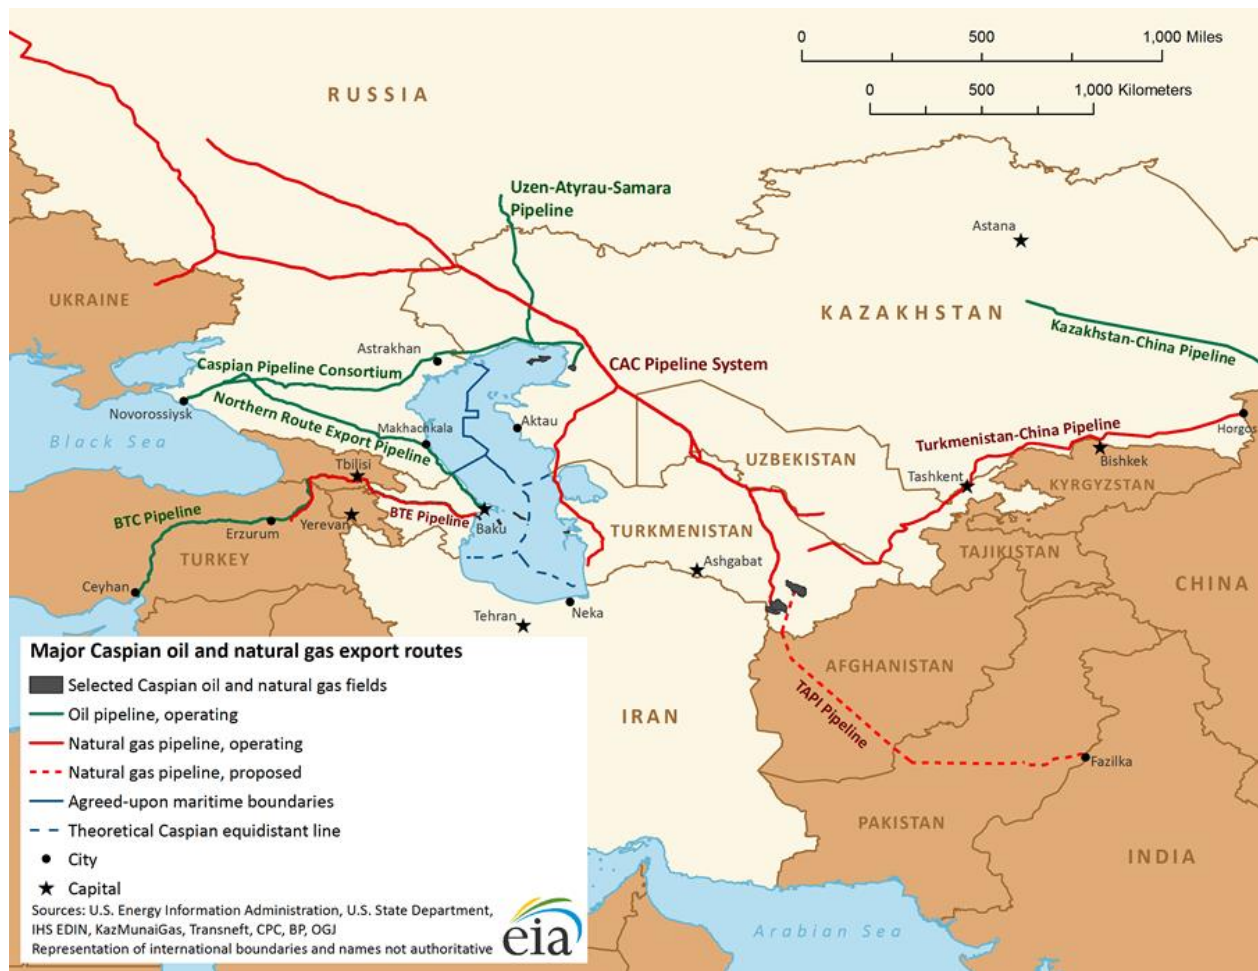 0 500 1,000 Miles
0 500 1,000 Kilometers
RUSSIA
Uzen-Atyrau-Samara
Pipeline
Astana
UKRAINE
KAZAKHSTAN
Kazakhstan-China Pipeline
Astrakhan
Caspian Pipeline Consortium
CAC Pipeline System
Novorossiysk
Northern Route Export Pipeline
Makhachkala
Aktau
Horgos
Black Sea
Turkmenistan-China Pipeline
Bishkek
UZBEKISTAN
Tbilisi
Tashkent
KYRGYZSTAN
BTC Pipeline
BTE Pipeline
Erzurum
Yerevan
Baku
TURKMENISTAN
TURKEY
Ashgabat
TAJIKISTAN
CHINA
Ceyhan
Tehran
Neka
AFGHANISTAN
TAPI Pipeline
IRAN
Fazilka
PAKISTAN
INDIA
Arabian Sea
Major Caspian oil and natural gas export routes
Selected Caspian oil and natural gas fields
Oil pipeline, operating
Natural gas pipeline, operating
Natural gas pipeline, proposed
Agreed-upon maritime boundaries
Theoretical Caspian equidistant line
City
Capital
Sources: U.S. Energy Information Administration, U.S. State Department,
IHS EDIN, KazMunaiGas, Transneft, CPC, BP, OGJ
Representation of international boundaries and names not authoritative
eia